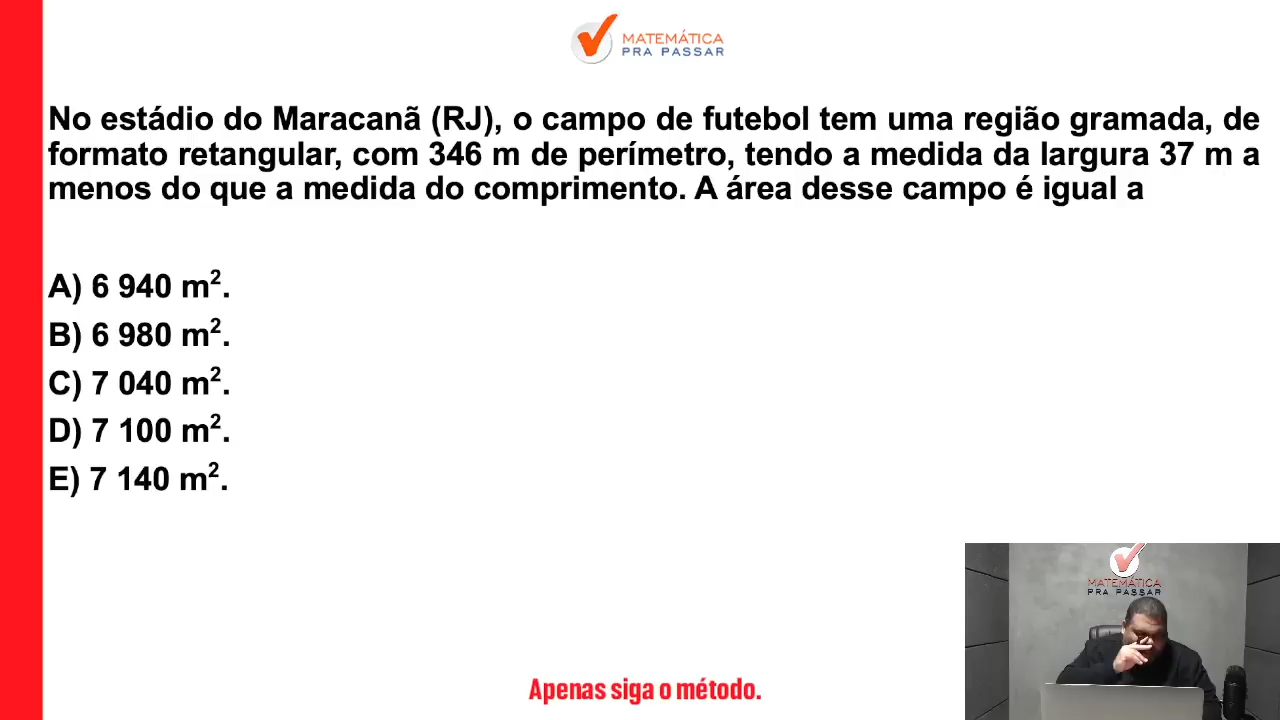 MATEMÁTICA
PRA PASSAR
No estádio do Maracanã (RJ), o campo de futebol tem uma região gramada, de
formato retangular, com 346 m de perímetro, tendo a medida da largura 37 m a
menos do que a medida do comprimento. A área desse campo é igual a
A) 6 940 m².
B) 6 980 m².
C) 7 040 m².
D) 7 100 m².
E) 7 140 m².
MATEMÁTICA
PRA PASSAR
Apenas siga o método.